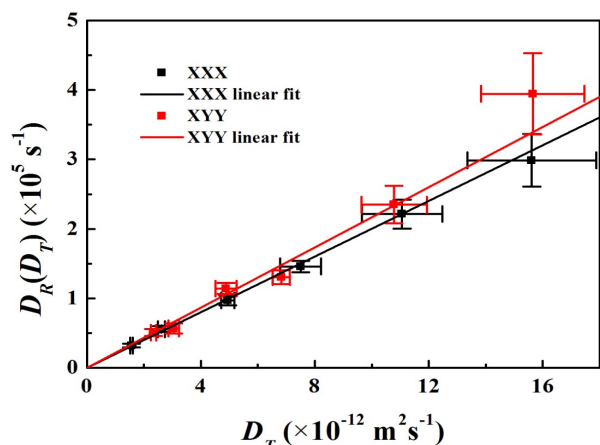 5
4
3
2
1
0
0 4 8 12 16
XXX
XXX linear fit
XYY
XYY linear fit
D_R(D_T) (×10^5 s^-1)
D_T (×10^-12 m^2s^-1)